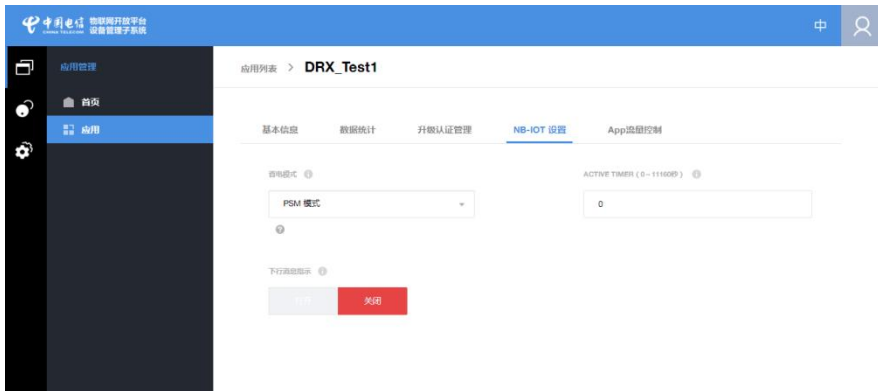 中国电信 物联网开放平台
CHINA TELECOM 设备管理子系统
中
应用管理
应用列表 > DRX_Test1
首页
应用
基本信息 数据统计 升级认证管理 NB-IOT 设置 App流量控制
省电模式 ACTIVE TIMER ( 0~11160秒 )
PSM 模式 0
下行消息指示
打开 关闭